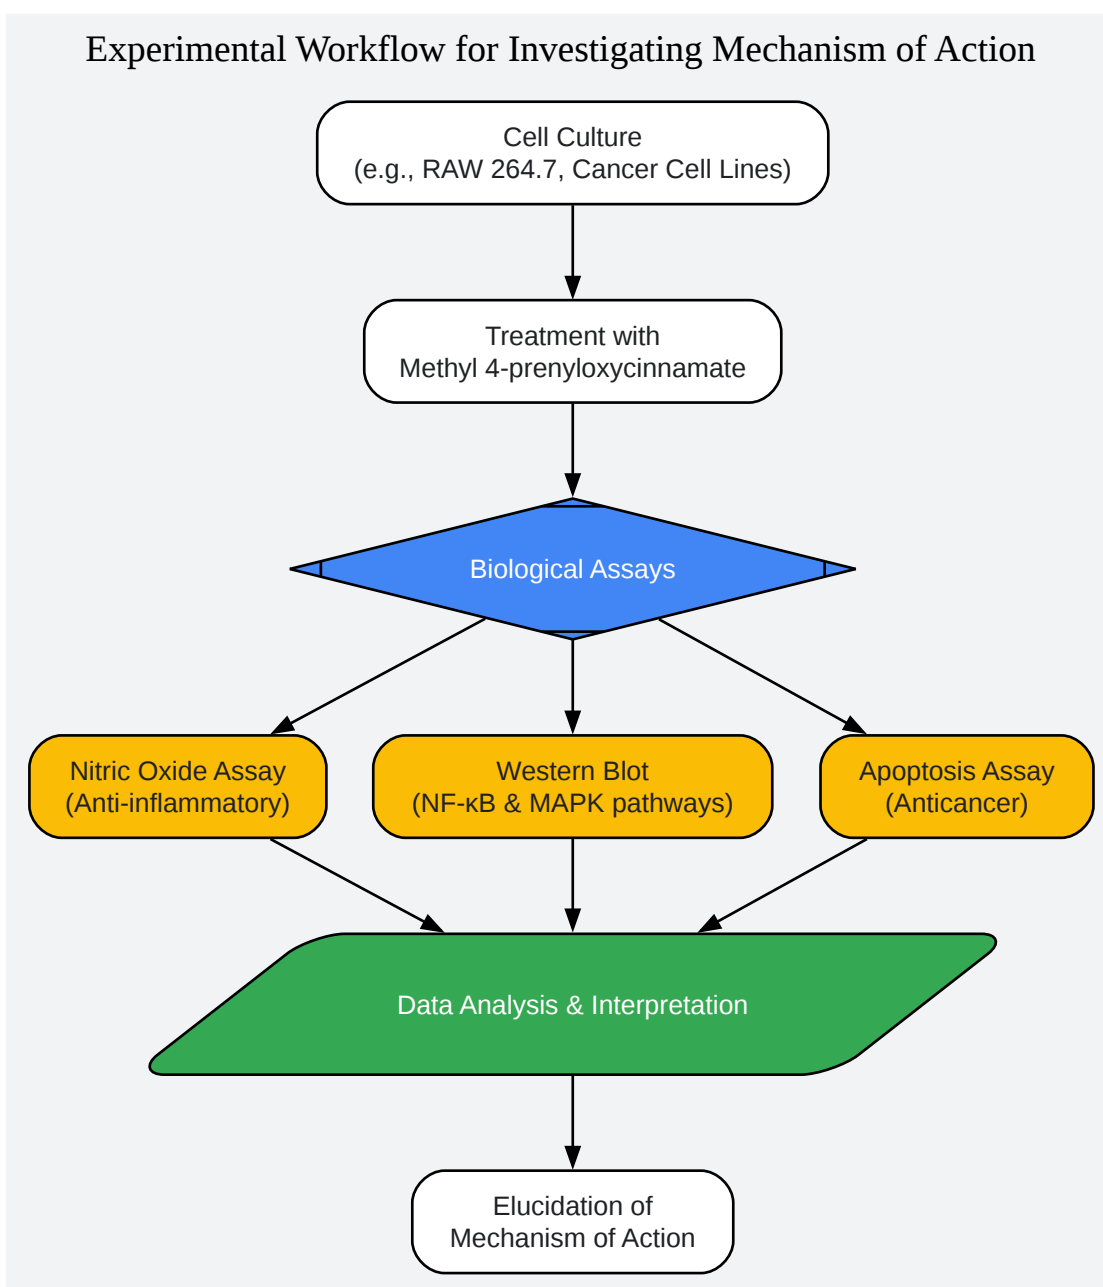 Experimental Workflow for Investigating Mechanism of Action
Cell Culture
(e.g., RAW 264.7, Cancer Cell Lines)
Treatment with
Methyl 4-prenyloxycinnamate
Biological Assays
Nitric Oxide Assay
(Anti-inflammatory)
Western Blot
(NF-κB & MAPK pathways)
Apoptosis Assay
(Anticancer)
Data Analysis & Interpretation
Elucidation of
Mechanism of Action